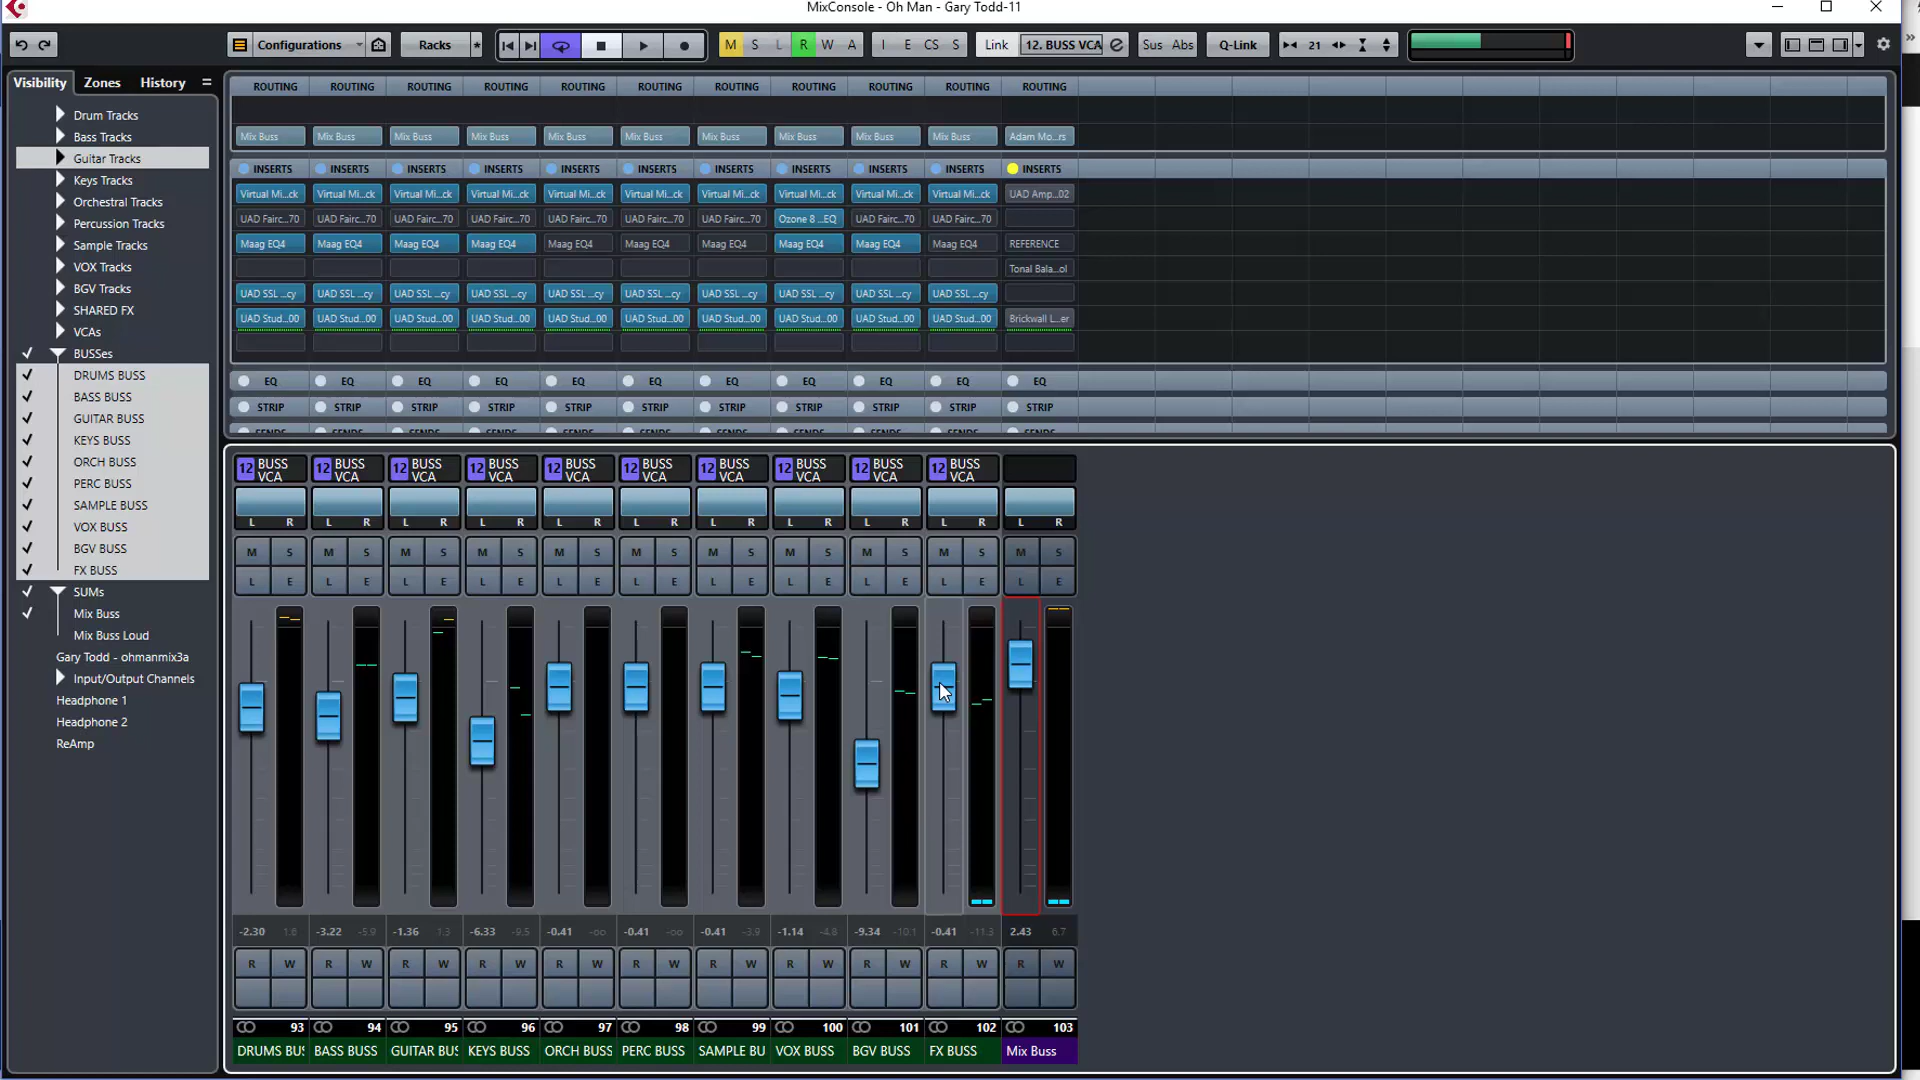 MixConsole - Oh Man - Gary Todd-11
Configurations Racks M S L R W A I E CS S Link 12. BUSS VCA Sus Abs Q-Link 21
Visibility Zones History
Drum Tracks
Bass Tracks
Guitar Tracks
Keys Tracks
Orchestral Tracks
Percussion Tracks
Sample Tracks
VOX Tracks
BGV Tracks
SHARED FX
VCAs
BUSSes
DRUMS BUSS
BASS BUSS
GUITAR BUSS
KEYS BUSS
ORCH BUSS
PERC BUSS
SAMPLE BUSS
VOX BUSS
BGV BUSS
FX BUSS
SUMs
Mix Buss
Mix Buss Loud
Gary Todd - ohmanmix3a
Input/Output Channels
Headphone 1
Headphone 2
ReAmp
ROUTING ROUTING ROUTING ROUTING ROUTING ROUTING ROUTING ROUTING ROUTING ROUTING ROUTING
Mix Buss Mix Buss Mix Buss Mix Buss Mix Buss Mix Buss Mix Buss Mix Buss Mix Buss Mix Buss Adam Mo...rs
INSERTS INSERTS INSERTS INSERTS INSERTS INSERTS INSERTS INSERTS INSERTS INSERTS INSERTS
Virtual Mi...ck Virtual Mi...ck Virtual Mi...ck Virtual Mi...ck Virtual Mi...ck Virtual Mi...ck Virtual Mi...ck Virtual Mi...ck Virtual Mi...ck Virtual Mi...ck UAD Amp...02
UAD Fairc...70 UAD Fairc...70 UAD Fairc...70 UAD Fairc...70 UAD Fairc...70 UAD Fairc...70 UAD Fairc...70 Ozone 8 ...EQ UAD Fairc...70 UAD Fairc...70
Maag EQ4 Maag EQ4 Maag EQ4 Maag EQ4 Maag EQ4 Maag EQ4 Maag EQ4 Maag EQ4 Maag EQ4 Maag EQ4 REFERENCE
Tonal Bala...ol
UAD SSL ...cy UAD SSL ...cy UAD SSL ...cy UAD SSL ...cy UAD SSL ...cy UAD SSL ...cy UAD SSL ...cy UAD SSL ...cy UAD SSL ...cy UAD SSL ...cy
UAD Stud...00 UAD Stud...00 UAD Stud...00 UAD Stud...00 UAD Stud...00 UAD Stud...00 UAD Stud...00 UAD Stud...00 UAD Stud...00 UAD Stud...00 Brickwall L...er
EQ EQ EQ EQ EQ EQ EQ EQ EQ EQ EQ
STRIP STRIP STRIP STRIP STRIP STRIP STRIP STRIP STRIP STRIP STRIP
SENDS SENDS SENDS SENDS SENDS SENDS SENDS SENDS SENDS SENDS SENDS
12 BUSS VCA 12 BUSS VCA 12 BUSS VCA 12 BUSS VCA 12 BUSS VCA 12 BUSS VCA 12 BUSS VCA 12 BUSS VCA 12 BUSS VCA 12 BUSS VCA
L R L R L R L R L R L R L R L R L R L R L R
M S M S M S M S M S M S M S M S M S M S M S
L E L E L E L E L E L E L E L E L E L E L E
-2.30 1.6 -3.22 -5.9 -1.36 1.3 -6.33 -9.5 -0.41 -oo -0.41 -oo -0.41 -3.9 -1.14 -4.8 -9.34 -10.1 -0.41 -11.3 2.43 6.7
R W R W R W R W R W R W R W R W R W R W R W
93 94 95 96 97 98 99 100 101 102 103
DRUMS BUS BASS BUSS GUITAR BUS KEYS BUSS ORCH BUSS PERC BUSS SAMPLE BU VOX BUSS BGV BUSS FX BUSS Mix Buss